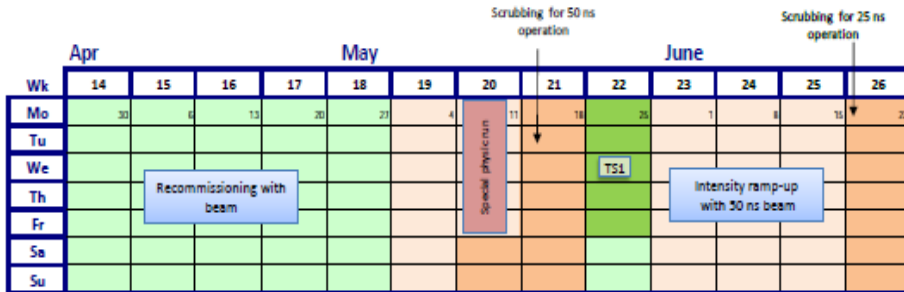 Scrubbing for 50 ns
operation
Scrubbing for 25 ns
operation
Apr May June
Wk 14 15 16 17 18 19 20 21 22 23 24 25 26
Mo 30 6 13 20 27 4 11 18 25 1 8 15
Tu
We
Th
Fr
Sa
Su
Recommissioning with
beam
Special physic run
TS1
Intensity ramp-up
with 50 ns beam